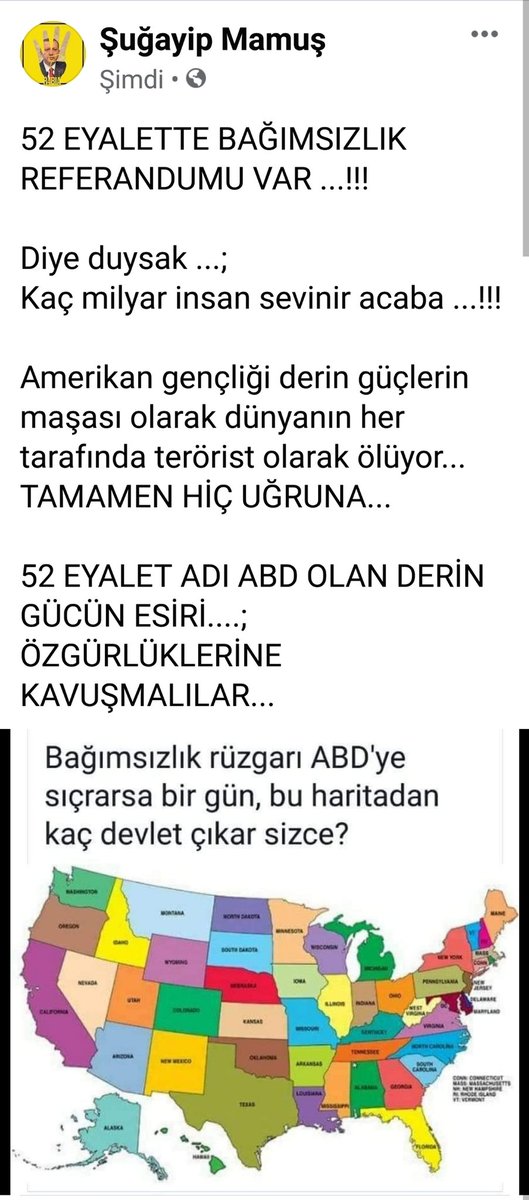 Şuğayip Mamuş
Şimdi •
52 EYALETTE BAĞIMSIZLIK
REFERANDUMU VAR ...!!!
Diye duysak ...;
Kaç milyar insan sevinir acaba ...!!!
Amerikan gençliği derin güçlerin
maşası olarak dünyanın her
tarafında terörist olarak ölüyor...
TAMAMEN HİÇ UĞRUNA...
52 EYALET ADI ABD OLAN DERİN
GÜCÜN ESİRİ....;
ÖZGÜRLÜKLERİNE
KAVUŞMALILAR...
Bağımsızlık rüzgarı ABD'ye
sıçrarsa bir gün, bu haritadan
kaç devlet çıkar sizce?
WASHINGTON
OREGON
IDAHO
MONTANA
NORTH DAKOTA
MINNESOTA
WISCONSIN
MICHIGAN
NEW YORK
VT
MAINE
MASS
CONN
SOUTH DAKOTA
WYOMING
NEVADA
CALIFORNIA
UTAH
COLORADO
NEBRASKA
IOWA
ILLINOIS
INDIANA
OHIO
PENNSYLVANIA
NEW
JERSEY
DELAWARE
MARYLAND
WEST
VIRGINIA
VIRGINIA
KANSAS
MISSOURI
KENTUCKY
NORTH CAROLINA
TENNESSEE
SOUTH
CAROLINA
ARIZONA
NEW MEXICO
OKLAHOMA
ARKANSAS
TEXAS
LOUISIANA
MISSISSIPPI
ALABAMA
GEORGIA
FLORIDA
ALASKA
HAWAII
CONN: CONNECTICUT
MASS: MASSACHUSETTS
NH: NEW HAMPSHIRE
RI: RHODE ISLAND
VT: VERMONT